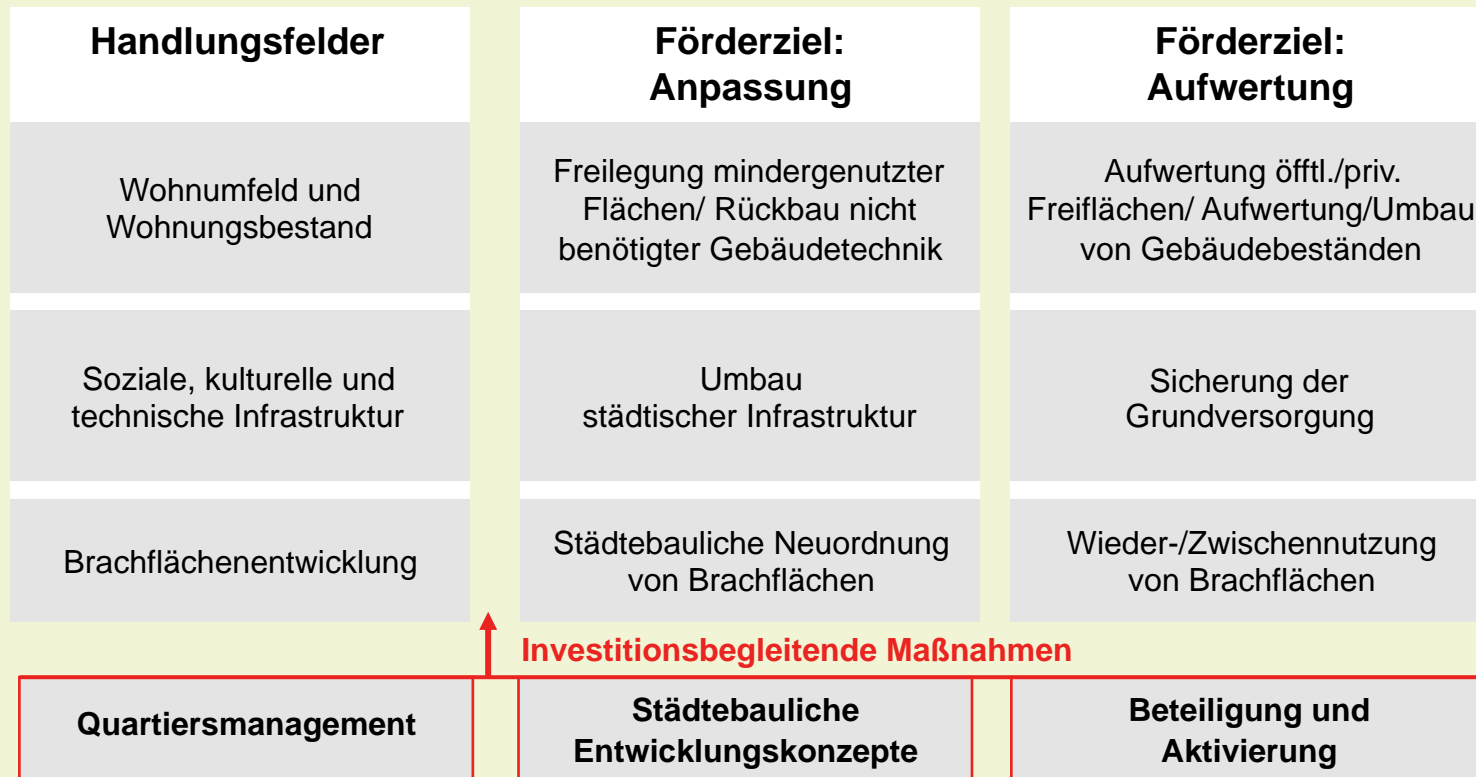 Handlungsfelder
Förderziel:
Anpassung
Förderziel:
Aufwertung
Wohnumfeld und
Wohnungsbestand
Freilegung mindergenutzter
Flächen/ Rückbau nicht
benötigter Gebäudetechnik
Aufwertung öfftl./priv.
Freiflächen/ Aufwertung/Umbau
von Gebäudebeständen
Soziale, kulturelle und
technische Infrastruktur
Umbau
städtischer Infrastruktur
Sicherung der
Grundversorgung
Brachflächenentwicklung
Städtebauliche Neuordnung
von Brachflächen
Wieder-/Zwischennutzung
von Brachflächen
Investitionsbegleitende Maßnahmen
Quartiersmanagement
Städtebauliche
Entwicklungskonzepte
Beteiligung und
Aktivierung